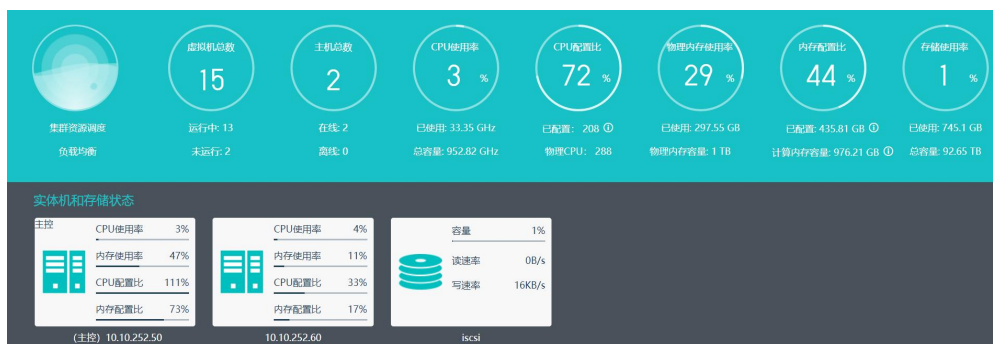 虚拟机总数
15
主机总数
2
CPU使用率
3 %
CPU配置比
72 %
物理内存使用率
29 %
内存配置比
44 %
存储使用率
1 %
集群资源调度
运行中: 13
在线: 2
已使用: 33.35 GHz
已配置: 208
已使用: 297.55 GB
已配置: 435.81 GB
已使用: 745.1 GB
负载均衡
未运行: 2
离线: 0
总容量: 952.82 GHz
物理CPU: 288
物理内存容量: 1 TB
计算内存容量: 976.21 GB
总容量: 92.65 TB
实体机和存储状态
主控
CPU使用率 3%
内存使用率 47%
CPU配置比 111%
内存配置比 73%
(主控) 10.10.252.50
CPU使用率 4%
内存使用率 11%
CPU配置比 33%
内存配置比 17%
10.10.252.60
容量 1%
读速率 0B/s
写速率 16KB/s
iscsi